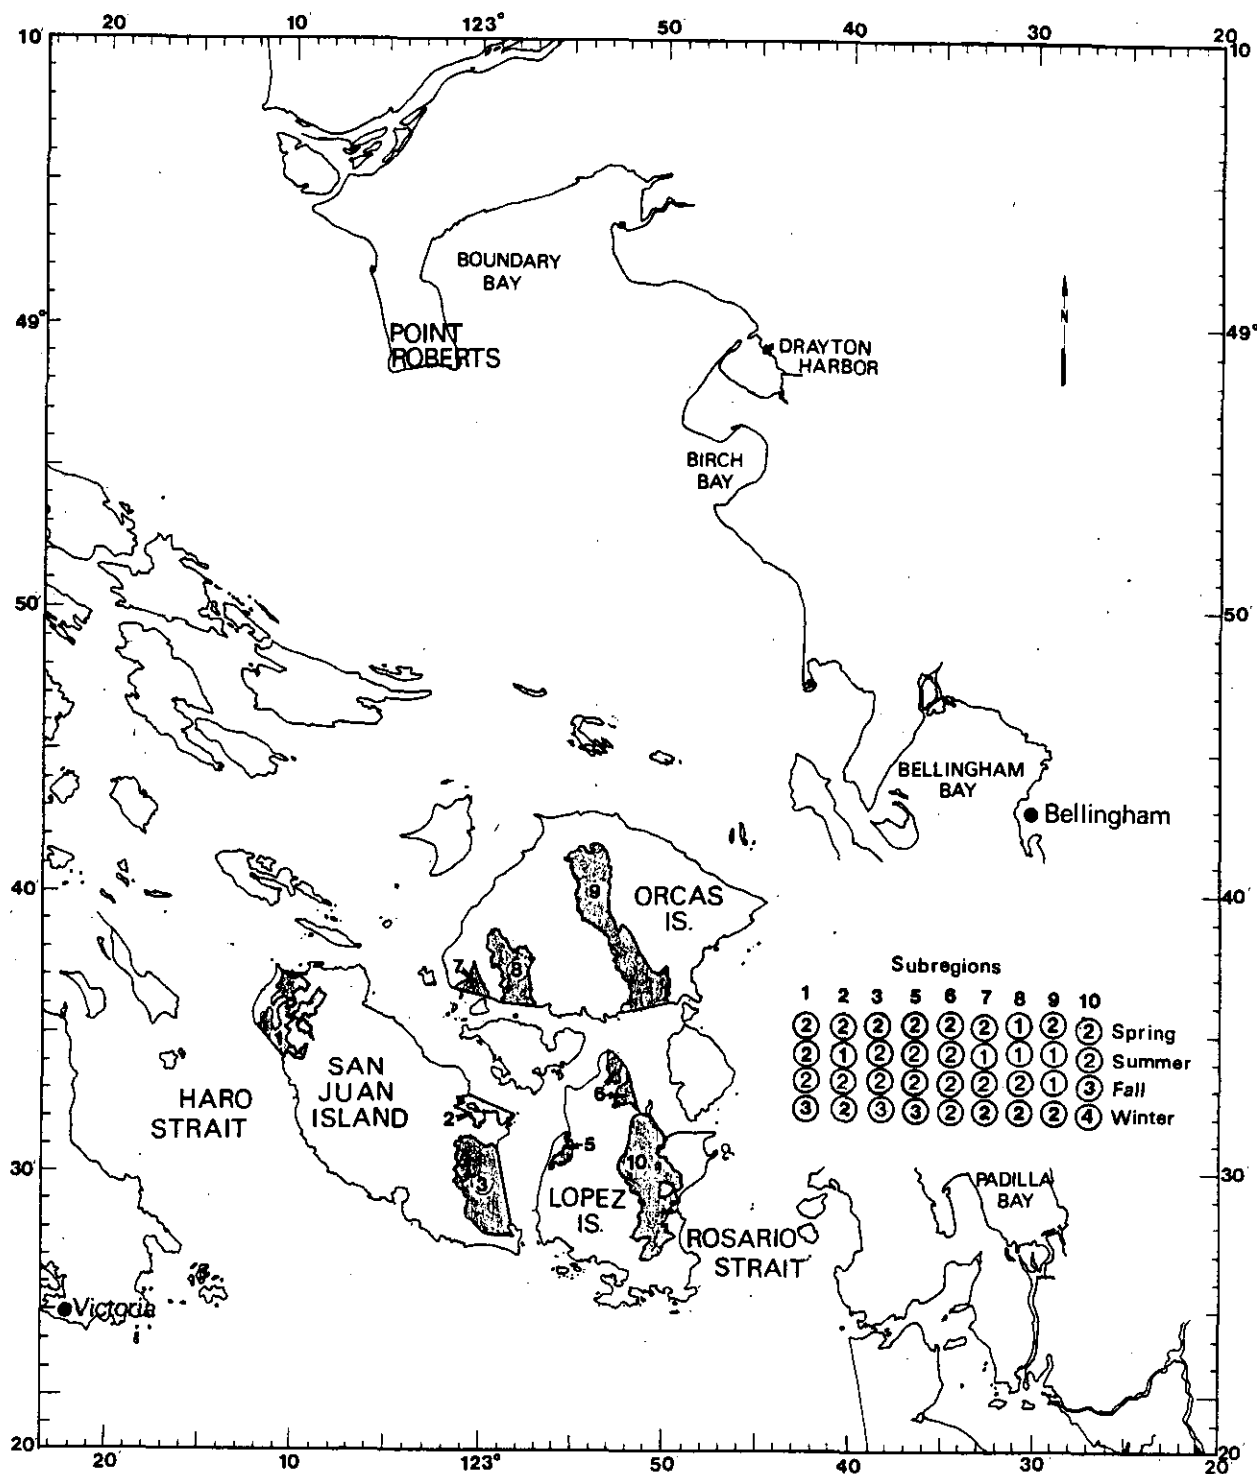 20' 10' 123° 50' 40' 30' 20'
10' 10'
BOUNDARY
BAY
49° 49°
POINT
ROBERTS
DRAYTON
HARBOR
N
BIRCH
BAY
50' 50'
BELLINGHAM
BAY
Bellingham
40' 40'
9
ORCAS
IS.
7
8
Subregions
1 2 3 5 6 7 8 9 10
2 2 2 2 2 2 1 2 2 Spring
2 1 2 2 2 1 1 1 2 Summer
2 2 2 2 2 2 2 1 3 Fall
3 2 3 3 2 2 2 2 4 Winter
SAN
JUAN
ISLAND
HARO
STRAIT
6
2
5
10
3
30' 30'
PADILLA
BAY
LOPEZ
IS.
ROSARIO
STRAIT
Victoria
20' 20'
20' 10' 123° 50' 40' 30' 20'